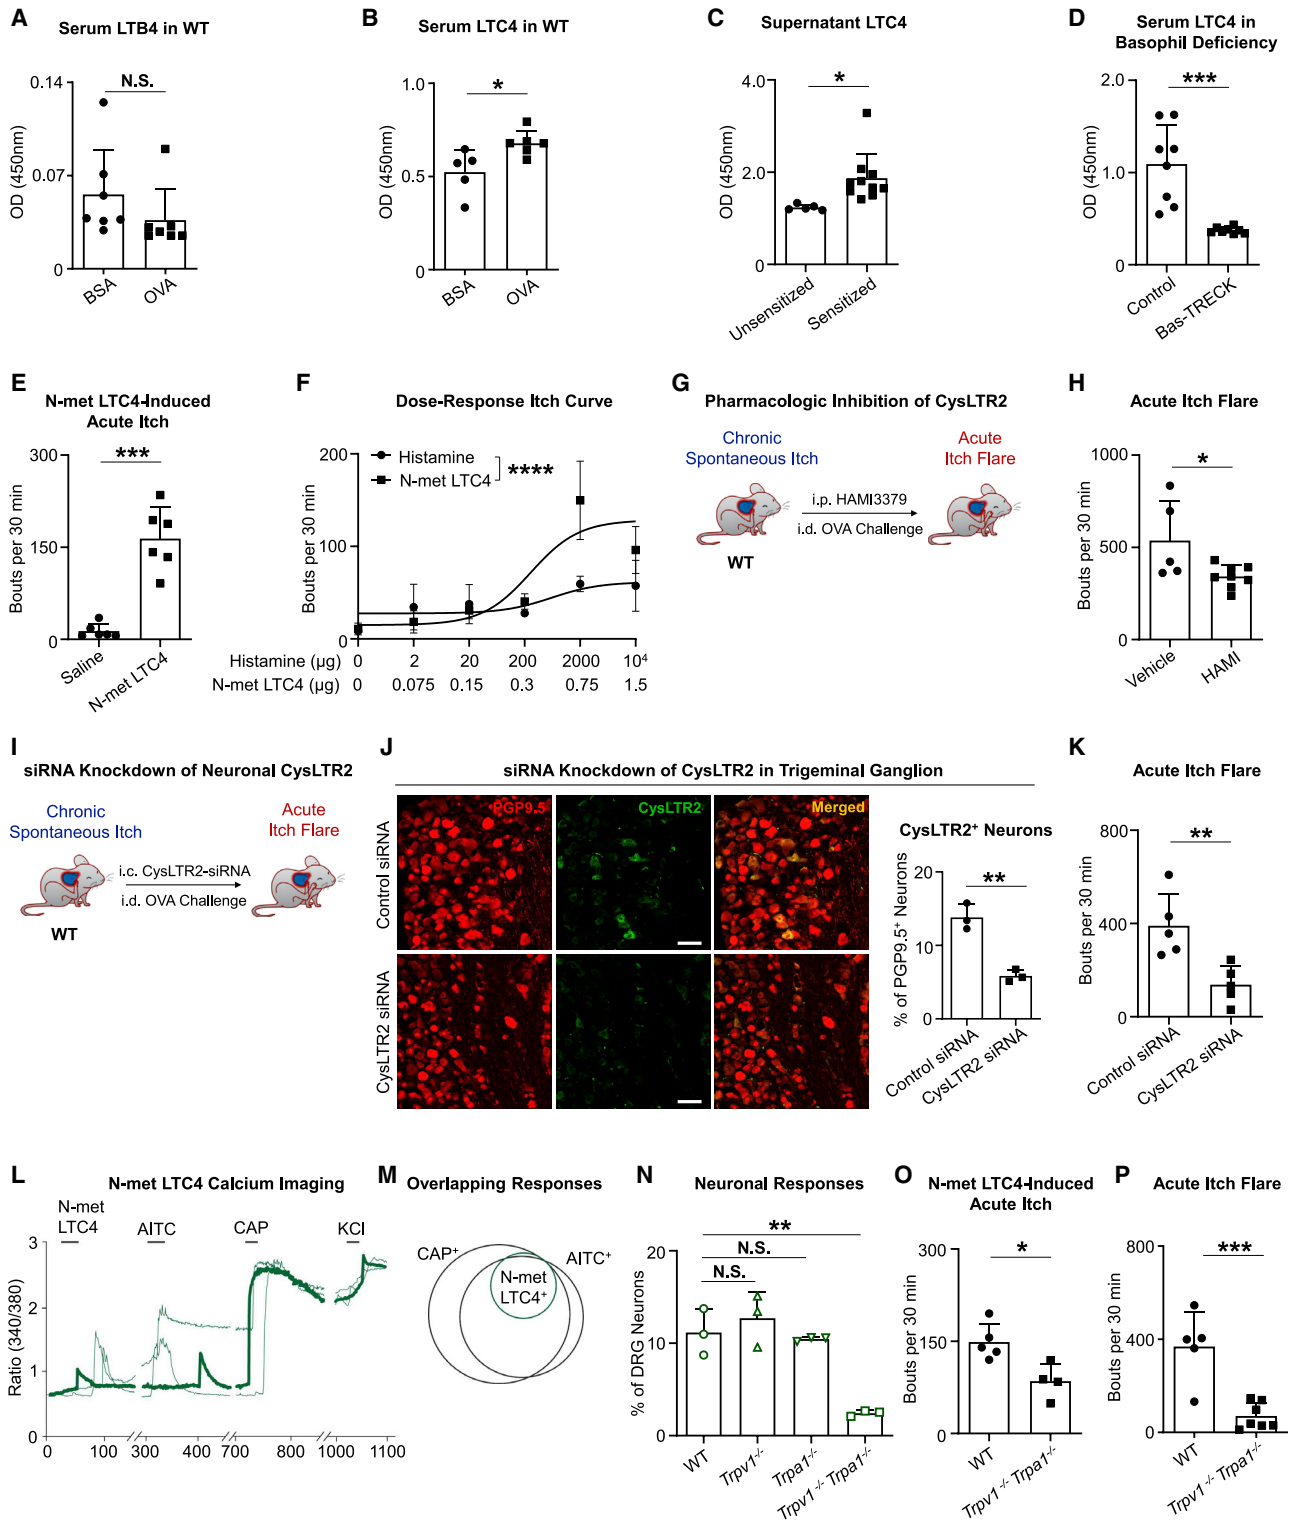 A
Serum LTB4 in WT
0.14
0.07
0
OD (450nm)
N.S.
BSA
OVA
B
Serum LTC4 in WT
1.0
0.5
0
OD (450nm)
*
BSA
OVA
C
Supernatant LTC4
4.0
2.0
0
OD (450nm)
*
Unsensitized
Sensitized
D
Serum LTC4 in
Basophil Deficiency
2.0
1.0
0
OD (450nm)
***
Control
Bas-TRECK
E
N-met LTC4-Induced
Acute Itch
300
150
0
Bouts per 30 min
***
Saline
N-met LTC4
F
Dose-Response Itch Curve
200
100
0
Bouts per 30 min
Histamine
N-met LTC4
****
Histamine (µg) 0 2 20 200 2000 10⁴
N-met LTC4 (µg) 0 0.075 0.15 0.3 0.75 1.5
G
Pharmacologic Inhibition of CysLTR2
Chronic
Spontaneous Itch
WT
i.p. HAMI3379
i.d. OVA Challenge
Acute
Itch Flare
H
Acute Itch Flare
1000
500
0
Bouts per 30 min
*
Vehicle
HAMI
I
siRNA Knockdown of Neuronal CysLTR2
Chronic
Spontaneous Itch
WT
i.c. CysLTR2-siRNA
i.d. OVA Challenge
Acute
Itch Flare
J
siRNA Knockdown of CysLTR2 in Trigeminal Ganglion
PGP9.5
CysLTR2
Merged
Control siRNA
CysLTR2 siRNA
CysLTR2⁺ Neurons
20
10
0
% of PGP9.5⁺ Neurons
**
Control siRNA
CysLTR2 siRNA
K
Acute Itch Flare
800
400
0
Bouts per 30 min
**
Control siRNA
CysLTR2 siRNA
L
N-met LTC4 Calcium Imaging
N-met
LTC4
AITC
CAP
KCl
3
2
1
0
Ratio (340/380)
0 100 300 400 700 800 1000 1100
M
Overlapping Responses
CAP⁺
AITC⁺
N-met
LTC4⁺
N
Neuronal Responses
20
10
0
% of DRG Neurons
**
N.S.
N.S.
WT
Trpv1⁻/⁻
Trpa1⁻/⁻
Trpv1⁻/⁻ Trpa1⁻/⁻
O
N-met LTC4-Induced
Acute Itch
300
150
0
Bouts per 30 min
*
WT
Trpv1⁻/⁻ Trpa1⁻/⁻
P
Acute Itch Flare
800
400
0
Bouts per 30 min
***
WT
Trpv1⁻/⁻ Trpa1⁻/⁻